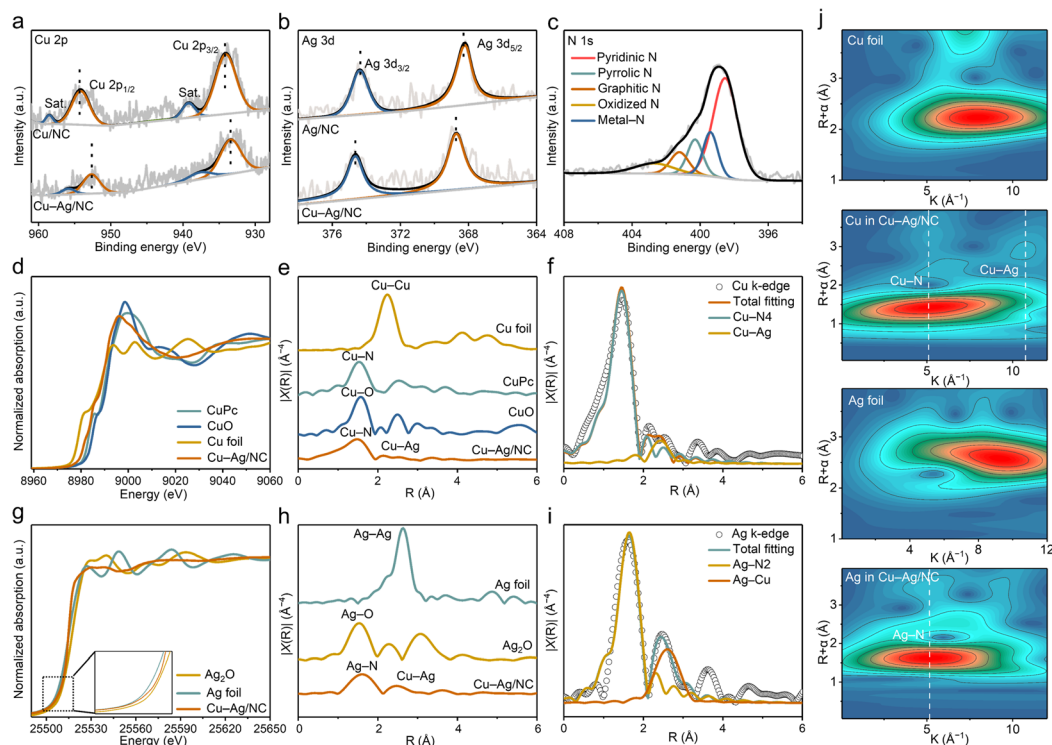 a
Cu 2p
Cu 2p3/2
Cu 2p1/2
Sat.
Sat.
Cu/NC
Cu–Ag/NC
Intensity (a.u.)
960 950 940 930
Binding energy (eV)
b
Ag 3d
Ag 3d5/2
Ag 3d3/2
Ag/NC
Cu–Ag/NC
Intensity (a.u.)
376 372 368 364
Binding energy (eV)
c
N 1s
Pyridinic N
Pyrrolic N
Graphitic N
Oxidized N
Metal–N
Intensity (a.u.)
408 404 400 396
Binding energy (eV)
d
Normalized absorption (a.u.)
CuPc
CuO
Cu foil
Cu–Ag/NC
8960 8980 9000 9020 9040 9060
Energy (eV)
e
|X(R)| (Å⁻⁴)
Cu–Cu
Cu foil
Cu–N
CuPc
Cu–O
CuO
Cu–N
Cu–Ag
Cu–Ag/NC
0 2 4 6
R (Å)
f
|X(R)| (Å⁻⁴)
Cu k-edge
Total fitting
Cu–N4
Cu–Ag
0 2 4 6
R (Å)
g
Normalized absorption (a.u.)
Ag2O
Ag foil
Cu–Ag/NC
25500 25530 25560 25590 25620 25650
Energy (eV)
h
|X(R)| (Å⁻⁴)
Ag–Ag
Ag foil
Ag–O
Ag2O
Ag–N
Cu–Ag
Cu–Ag/NC
0 2 4 6
R (Å)
i
|X(R)| (Å⁻⁴)
Ag k-edge
Total fitting
Ag–N2
Ag–Cu
0 2 4 6
R (Å)
j
Cu foil
R+α (Å)
3
2
1
5 10
K (Å⁻¹)
Cu in Cu–Ag/NC
Cu–N
Cu–Ag
R+α (Å)
3
2
1
5 10
K (Å⁻¹)
Ag foil
R+α (Å)
3
2
1
4 8 12
K (Å⁻¹)
Ag in Cu–Ag/NC
Ag–N
R+α (Å)
3
2
1
5 10
K (Å⁻¹)